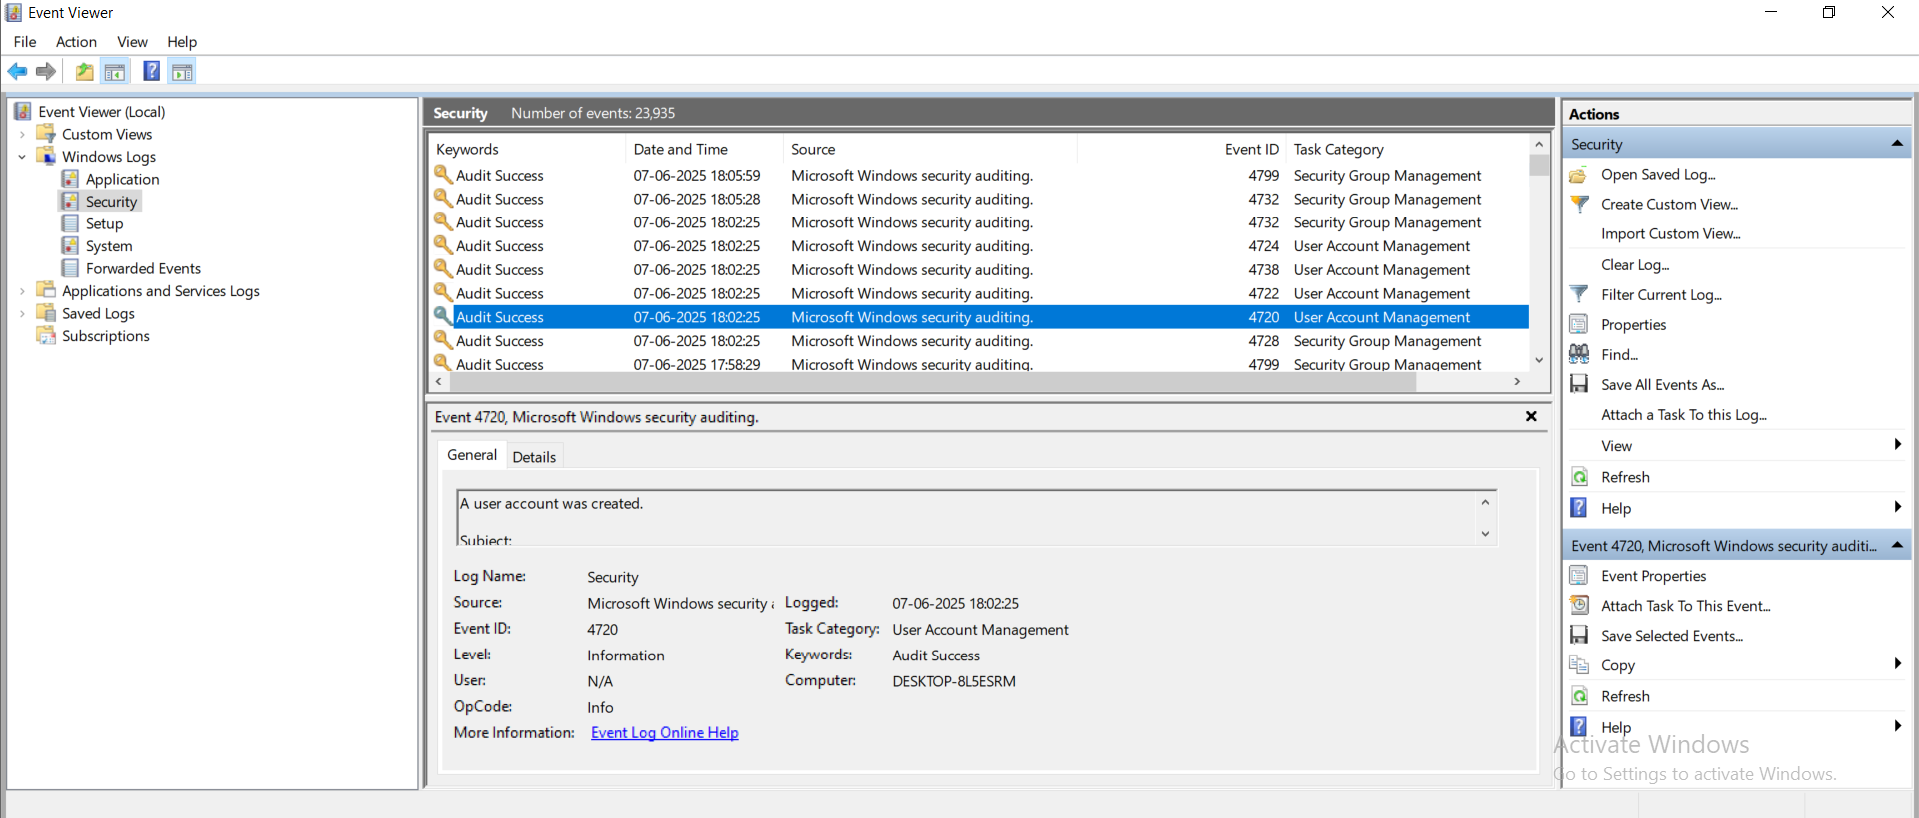 Event Viewer
File Action View Help
Event Viewer (Local)
Custom Views
Windows Logs
Application
Security
Setup
System
Forwarded Events
Applications and Services Logs
Saved Logs
Subscriptions
Security Number of events: 23,935
Keywords Date and Time Source Event ID Task Category
Audit Success 07-06-2025 18:05:59 Microsoft Windows security auditing. 4799 Security Group Management
Audit Success 07-06-2025 18:05:28 Microsoft Windows security auditing. 4732 Security Group Management
Audit Success 07-06-2025 18:02:25 Microsoft Windows security auditing. 4732 Security Group Management
Audit Success 07-06-2025 18:02:25 Microsoft Windows security auditing. 4724 User Account Management
Audit Success 07-06-2025 18:02:25 Microsoft Windows security auditing. 4738 User Account Management
Audit Success 07-06-2025 18:02:25 Microsoft Windows security auditing. 4722 User Account Management
Audit Success 07-06-2025 18:02:25 Microsoft Windows security auditing. 4720 User Account Management
Audit Success 07-06-2025 18:02:25 Microsoft Windows security auditing. 4728 Security Group Management
Audit Success 07-06-2025 17:58:29 Microsoft Windows security auditing. 4799 Security Group Management
Event 4720, Microsoft Windows security auditing.
General Details
A user account was created.
Subject:
Log Name: Security
Source: Microsoft Windows security Logged: 07-06-2025 18:02:25
Event ID: 4720 Task Category: User Account Management
Level: Information Keywords: Audit Success
User: N/A Computer: DESKTOP-8L5ESRM
OpCode: Info
More Information: Event Log Online Help
Actions
Security
Open Saved Log...
Create Custom View...
Import Custom View...
Clear Log...
Filter Current Log...
Properties
Find...
Save All Events As...
Attach a Task To this Log...
View
Refresh
Help
Event 4720, Microsoft Windows security auditi...
Event Properties
Attach Task To This Event...
Save Selected Events...
Copy
Refresh
Help
Activate Windows
Go to Settings to activate Windows.